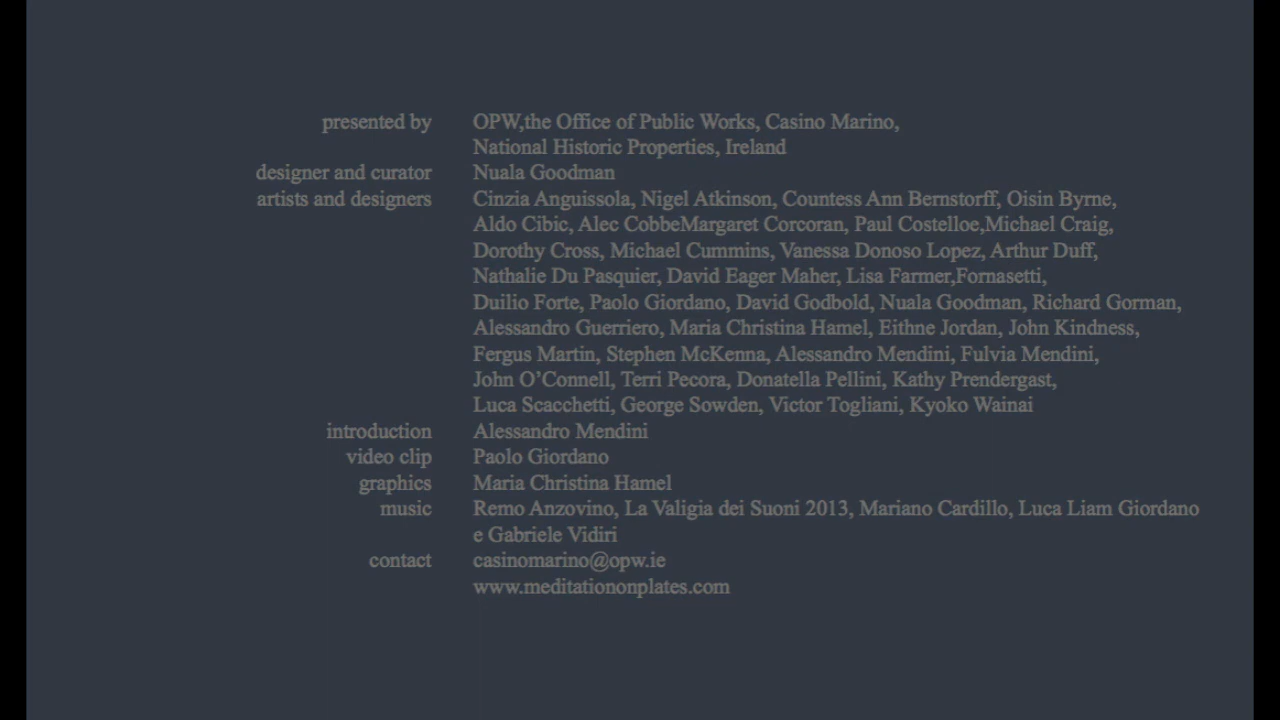 presented by OPW,the Office of Public Works, Casino Marino,
National Historic Properties, Ireland
designer and curator Nuala Goodman
artists and designers Cinzia Anguissola, Nigel Atkinson, Countess Ann Bernstorff, Oisin Byrne,
Aldo Cibic, Alec CobbeMargaret Corcoran, Paul Costelloe,Michael Craig,
Dorothy Cross, Michael Cummins, Vanessa Donoso Lopez, Arthur Duff,
Nathalie Du Pasquier, David Eager Maher, Lisa Farmer,Fornasetti,
Duilio Forte, Paolo Giordano, David Godbold, Nuala Goodman, Richard Gorman,
Alessandro Guerriero, Maria Christina Hamel, Eithne Jordan, John Kindness,
Fergus Martin, Stephen McKenna, Alessandro Mendini, Fulvia Mendini,
John O’Connell, Terri Pecora, Donatella Pellini, Kathy Prendergast,
Luca Scacchetti, George Sowden, Victor Togliani, Kyoko Wainai
introduction Alessandro Mendini
video clip Paolo Giordano
graphics Maria Christina Hamel
music Remo Anzovino, La Valigia dei Suoni 2013, Mariano Cardillo, Luca Liam Giordano
e Gabriele Vidiri
contact casinomarino@opw.ie
www.meditationonplates.com